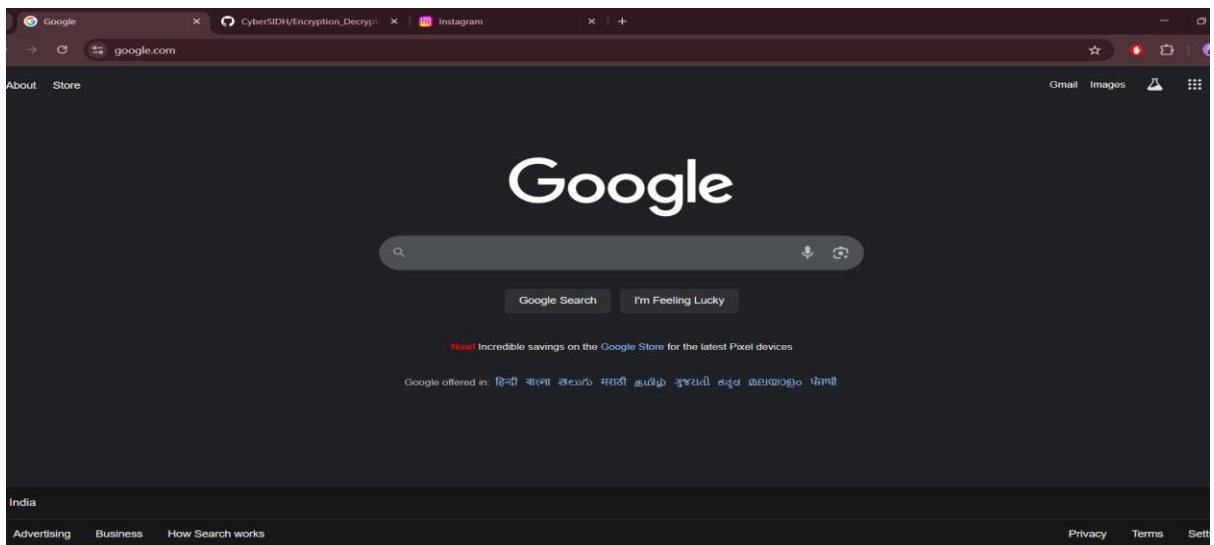 Google CyberSIDH/Encryption_Decrypt Instagram
google.com
About Store Gmail Images
Google
Google Search I'm Feeling Lucky
New! Incredible savings on the Google Store for the latest Pixel devices
Google offered in: हिन्दी বাংলা తెలుగు मराठी தமிழ் ગુજરાતી ಕನ್ನಡ മലയാളം ਪੰਜਾਬੀ
India
Advertising Business How Search works Privacy Terms Sett